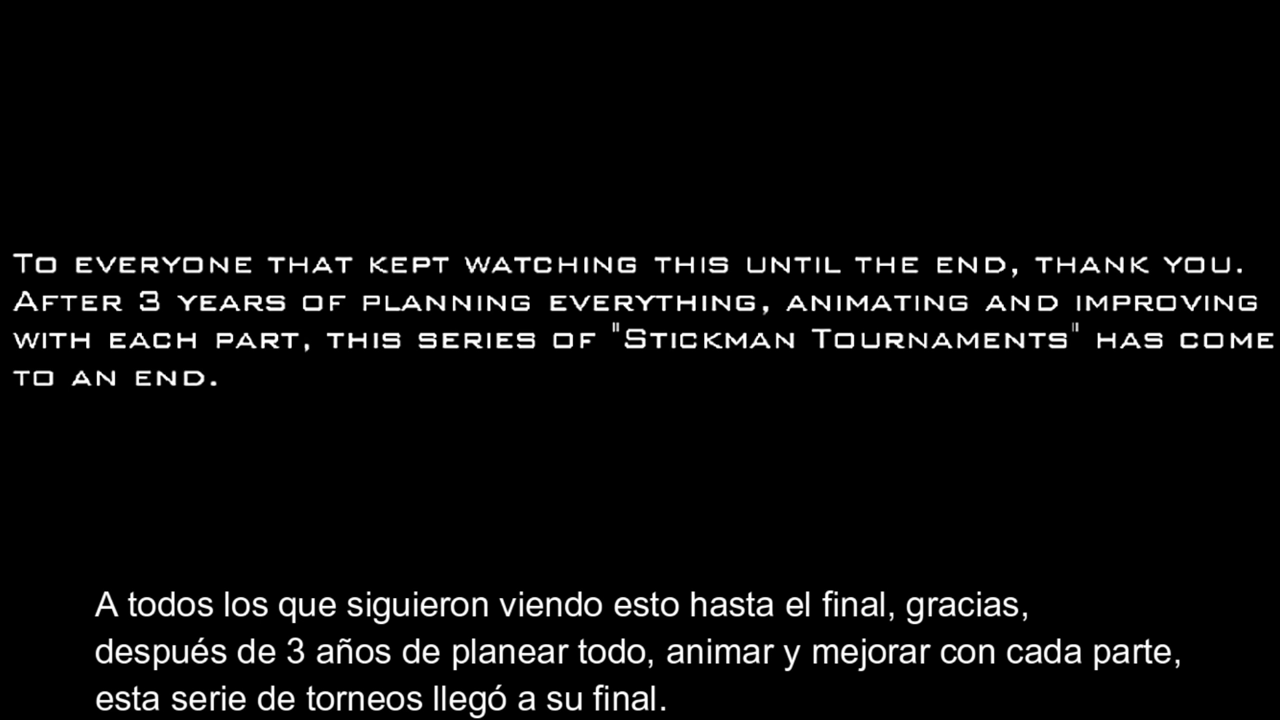 To everyone that kept watching this until the end, thank you.
After 3 years of planning everything, animating and improving
with each part, this series of "Stickman Tournaments" has come
to an end.
A todos los que siguieron viendo esto hasta el final, gracias,
después de 3 años de planear todo, animar y mejorar con cada parte,
esta serie de torneos llegó a su final.